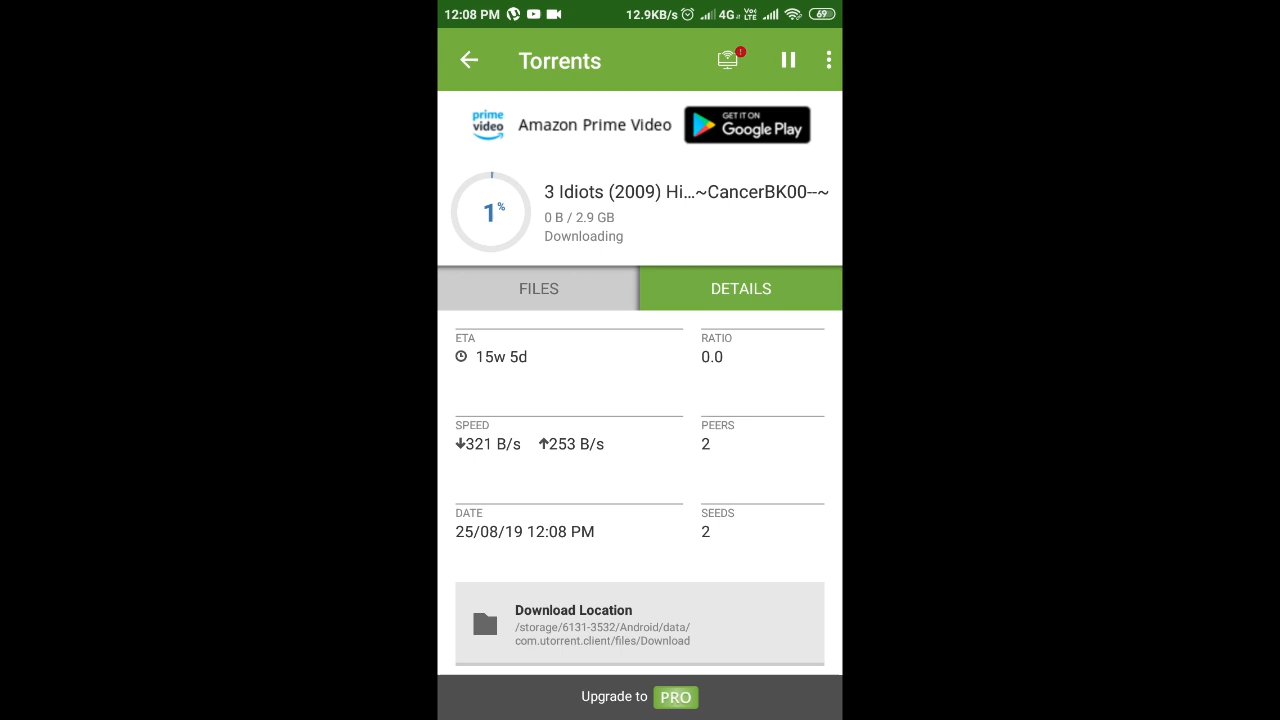 12:08 PM 12.9KB/s 4G Vo LTE 69
Torrents
!
prime video Amazon Prime Video GET IT ON Google Play
3 Idiots (2009) Hi...~CancerBK00--~
1%
0 B / 2.9 GB
Downloading
FILES DETAILS
ETA RATIO
15w 5d 0.0
SPEED PEERS
321 B/s 253 B/s 2
DATE SEEDS
25/08/19 12:08 PM 2
Download Location
/storage/6131-3532/Android/data/
com.utorrent.client/files/Download
Upgrade to PRO